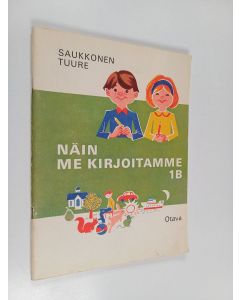 SAUKKONEN
TUURE
NÄIN
ME KIRJOITAMME
1B
Otava